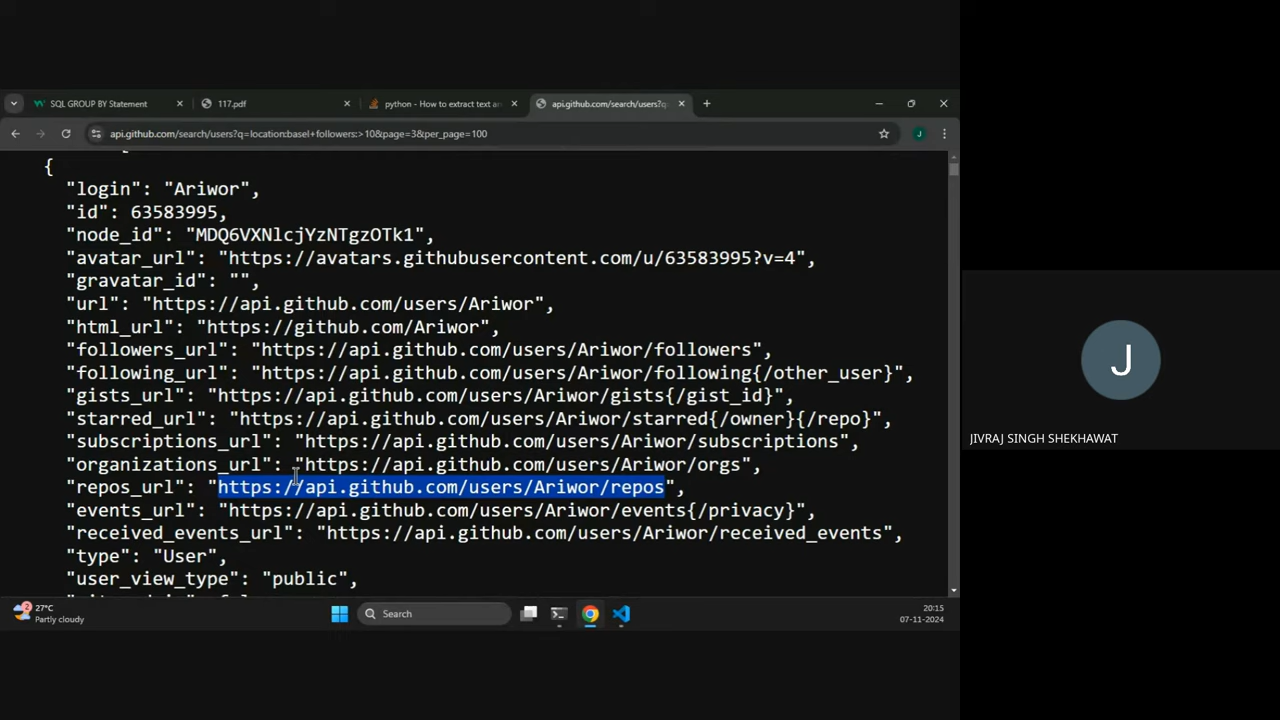 SQL GROUP BY Statement
117.pdf
python - How to extract text an
api.github.com/search/users?q=
api.github.com/search/users?q=location:basel+followers:>10&page=3&per_page=100
J
{
"login": "Ariwor",
"id": 63583995,
"node_id": "MDQ6VXNlcjYzNTgzOTk1",
"avatar_url": "https://avatars.githubusercontent.com/u/63583995?v=4",
"gravatar_id": "",
"url": "https://api.github.com/users/Ariwor",
"html_url": "https://github.com/Ariwor",
"followers_url": "https://api.github.com/users/Ariwor/followers",
"following_url": "https://api.github.com/users/Ariwor/following{/other_user}",
"gists_url": "https://api.github.com/users/Ariwor/gists{/gist_id}",
"starred_url": "https://api.github.com/users/Ariwor/starred{/owner}{/repo}",
"subscriptions_url": "https://api.github.com/users/Ariwor/subscriptions",
"organizations_url": "https://api.github.com/users/Ariwor/orgs",
"repos_url": "https://api.github.com/users/Ariwor/repos",
"events_url": "https://api.github.com/users/Ariwor/events{/privacy}",
"received_events_url": "https://api.github.com/users/Ariwor/received_events",
"type": "User",
"user_view_type": "public",
J
JIVRAJ SINGH SHEKHAWAT
2
27°C
Partly cloudy
Search
20:15
07-11-2024